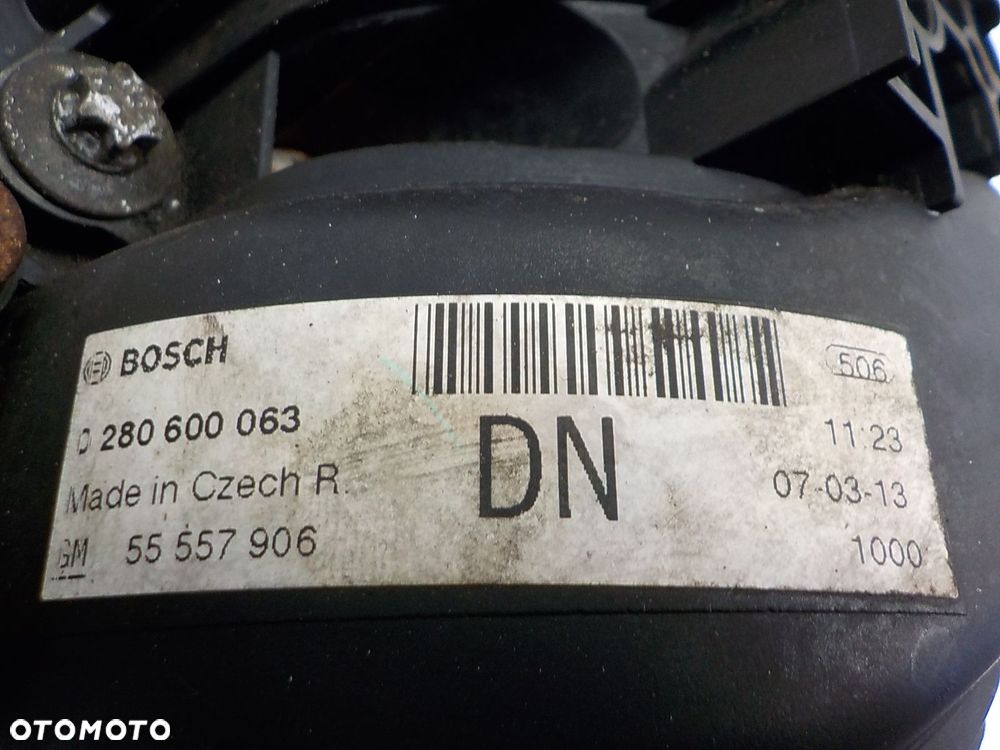 BOSCH
506
0 280 600 063
DN
11:23
Made in Czech R.
07-03-13
GM 55 557 906
1000
OTOMOTO